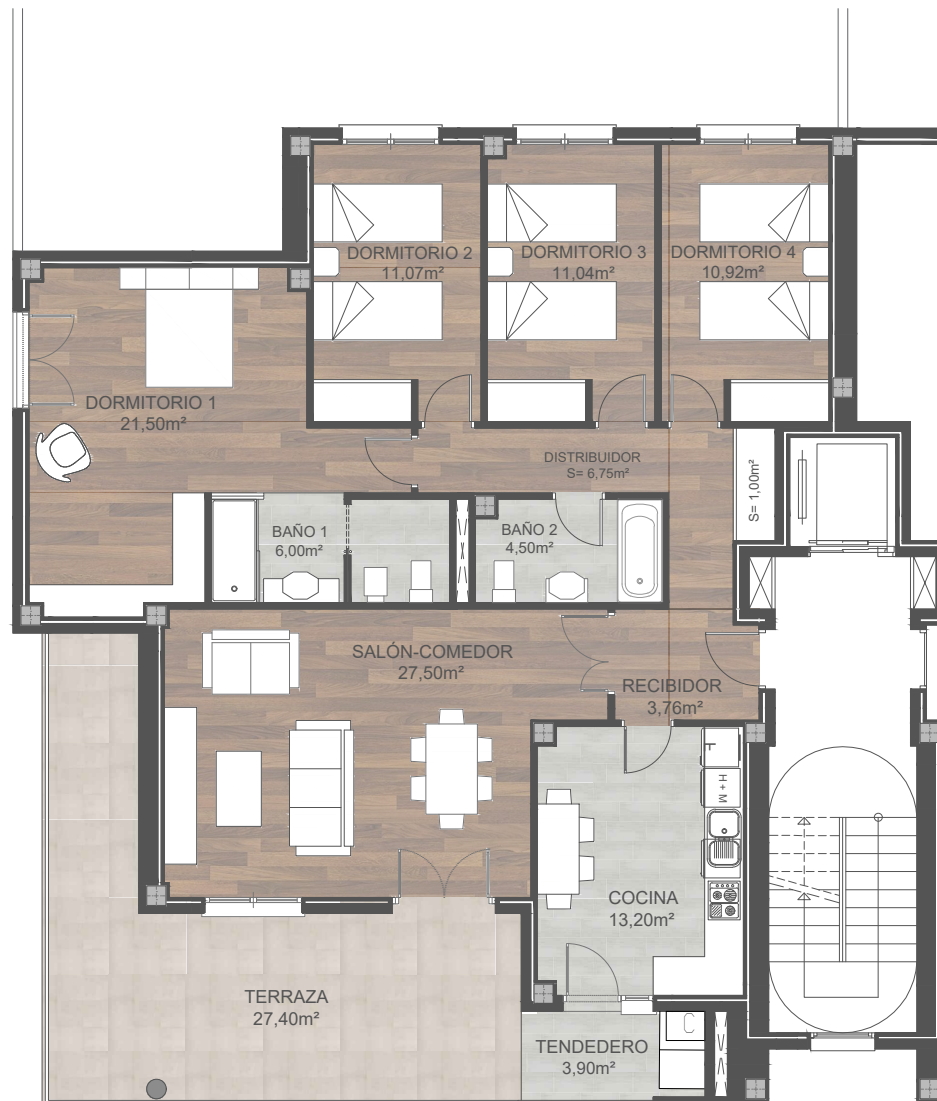 DORMITORIO 2
11,07m²
DORMITORIO 3
11,04m²
DORMITORIO 4
10,92m²
DORMITORIO 1
21,50m²
DISTRIBUIDOR
S= 6,75m²
S= 1,00m²
BAÑO 1
6,00m²
BAÑO 2
4,50m²
SALÓN-COMEDOR
27,50m²
RECIBIDOR
3,76m²
F
H + M
COCINA
13,20m²
TERRAZA
27,40m²
TENDEDERO
3,90m²
C